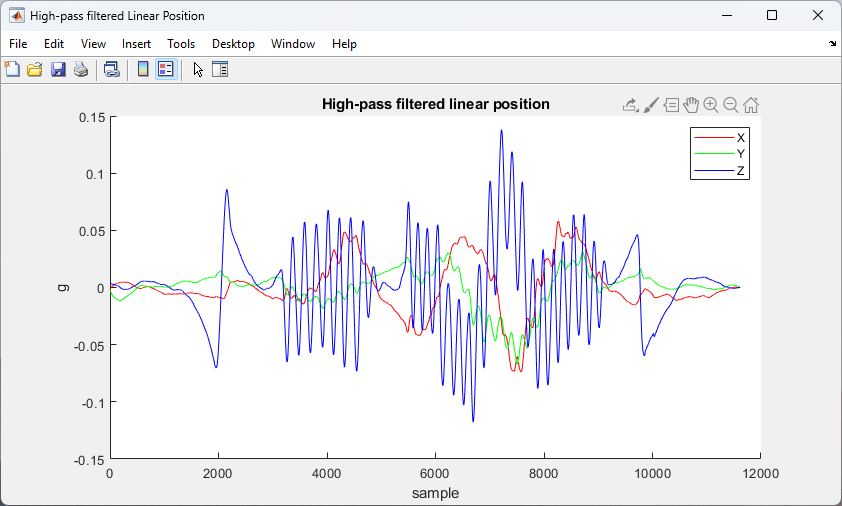 High-pass filtered Linear Position
File Edit View Insert Tools Desktop Window Help
High-pass filtered linear position
0.15
0.1
0.05
0
-0.05
-0.1
-0.15
g
X
Y
Z
0 2000 4000 6000 8000 10000 12000
sample